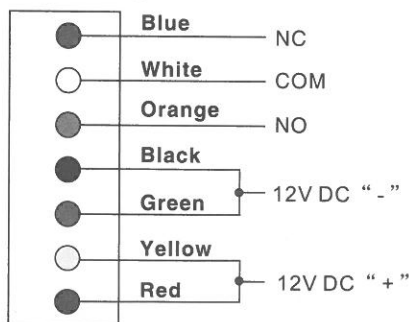 Blue
NC
White
COM
Orange
NO
Black
Green
12V DC “ - ”
Yellow
Red
12V DC “ + ”